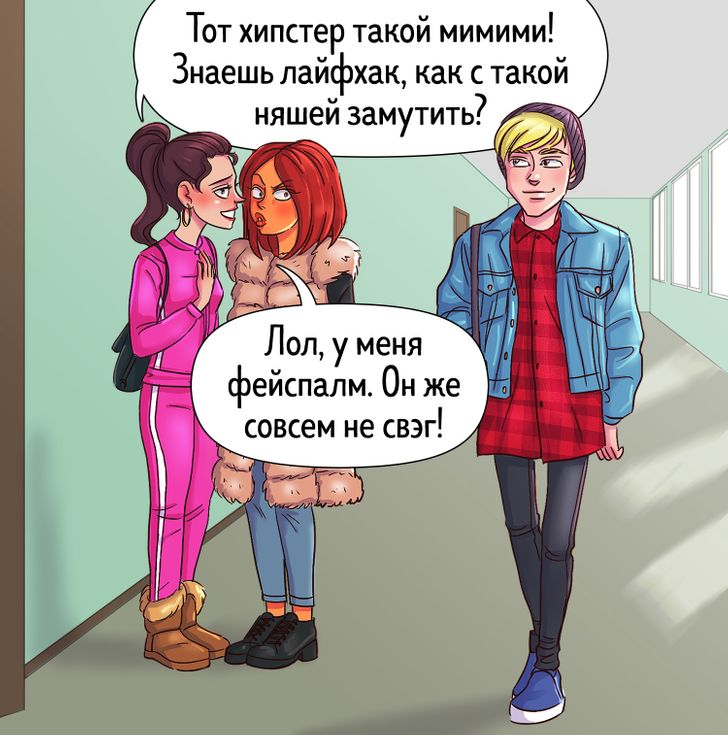 Тот хипстер такой мимими!
Знаешь лайфхак, как с такой
няшей замутить?
Лол, у меня
фейспалм. Он же
совсем не свэг!